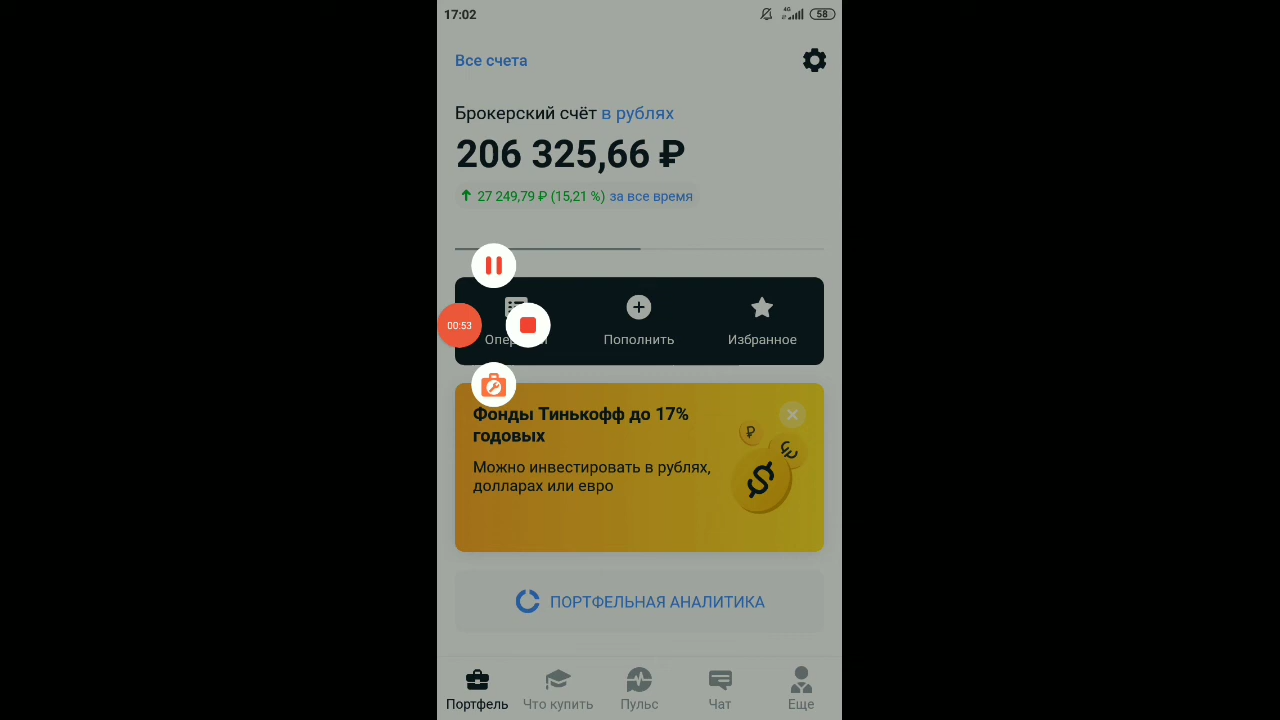 17:02
4G
58
Все счета
Брокерский счёт в рублях
206 325,66 ₽
27 249,79 ₽ (15,21 %) за все время
00:53
Пополнить
Избранное
Фонды Тинькофф до 17%
годовых
Можно инвестировать в рублях,
долларах или евро
ПОРТФЕЛЬНАЯ АНАЛИТИКА
Портфель
Что купить
Пульс
Чат
Еще